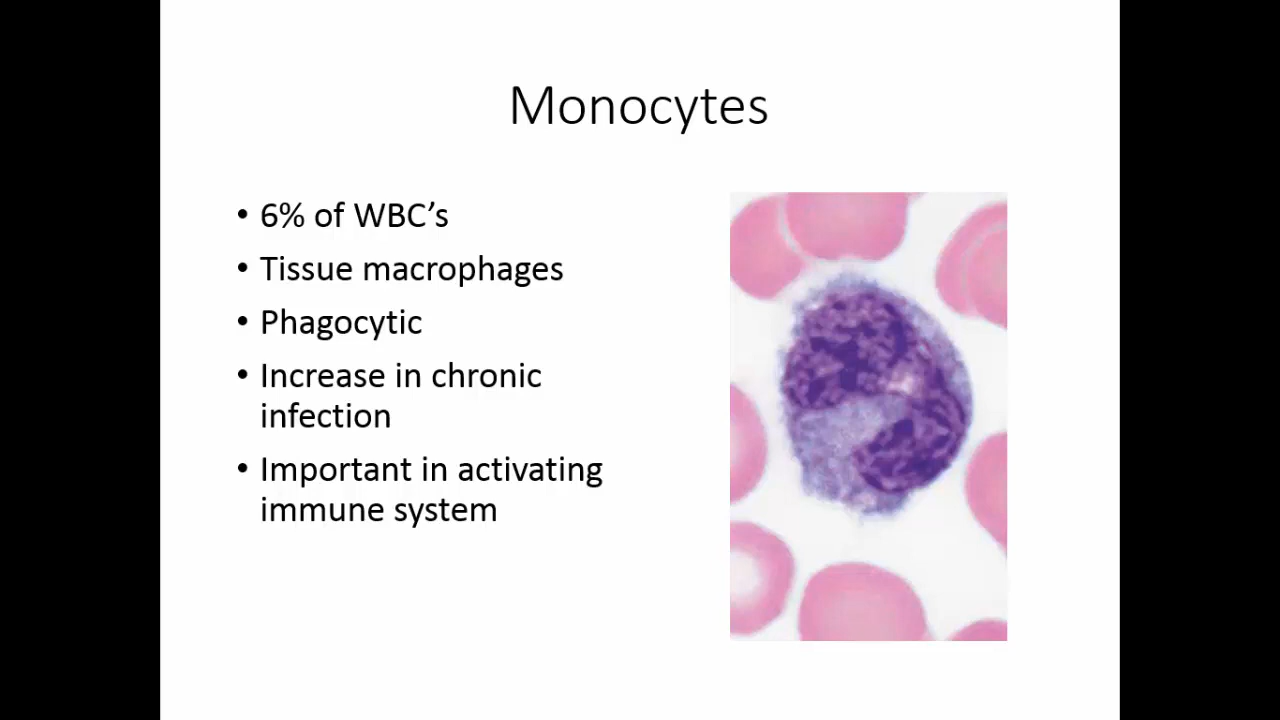 Monocytes
• 6% of WBC’s
• Tissue macrophages
• Phagocytic
• Increase in chronic
infection
• Important in activating
immune system